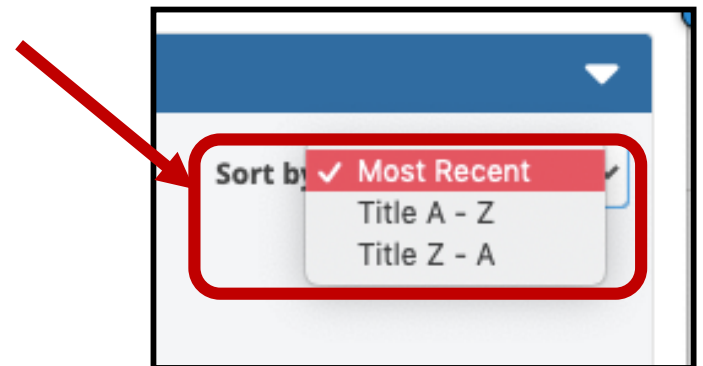 Sort by ✓ Most Recent
Title A - Z
Title Z - A